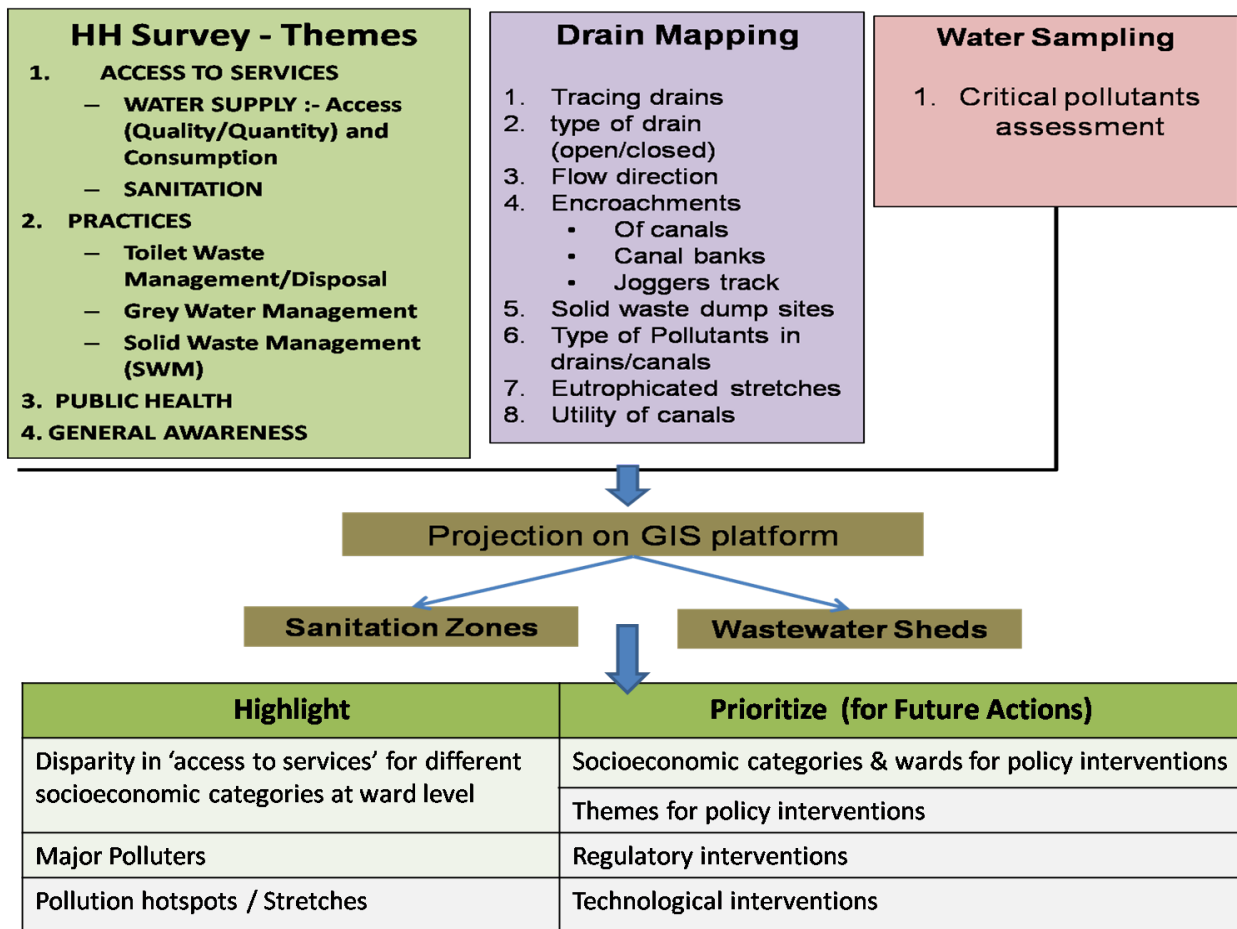 HH Survey - Themes
1. ACCESS TO SERVICES
– WATER SUPPLY :- Access
(Quality/Quantity) and
Consumption
– SANITATION
2. PRACTICES
– Toilet Waste
Management/Disposal
– Grey Water Management
– Solid Waste Management
(SWM)
3. PUBLIC HEALTH
4. GENERAL AWARENESS
Drain Mapping
1. Tracing drains
2. type of drain
(open/closed)
3. Flow direction
4. Encroachments
▪ Of canals
▪ Canal banks
▪ Joggers track
5. Solid waste dump sites
6. Type of Pollutants in
drains/canals
7. Eutrophicated stretches
8. Utility of canals
Water Sampling
1. Critical pollutants
assessment
Projection on GIS platform
Sanitation Zones
Wastewater Sheds
Highlight
Prioritize (for Future Actions)
Disparity in ‘access to services’ for different
socioeconomic categories at ward level
Socioeconomic categories & wards for policy interventions
Themes for policy interventions
Major Polluters
Regulatory interventions
Pollution hotspots / Stretches
Technological interventions